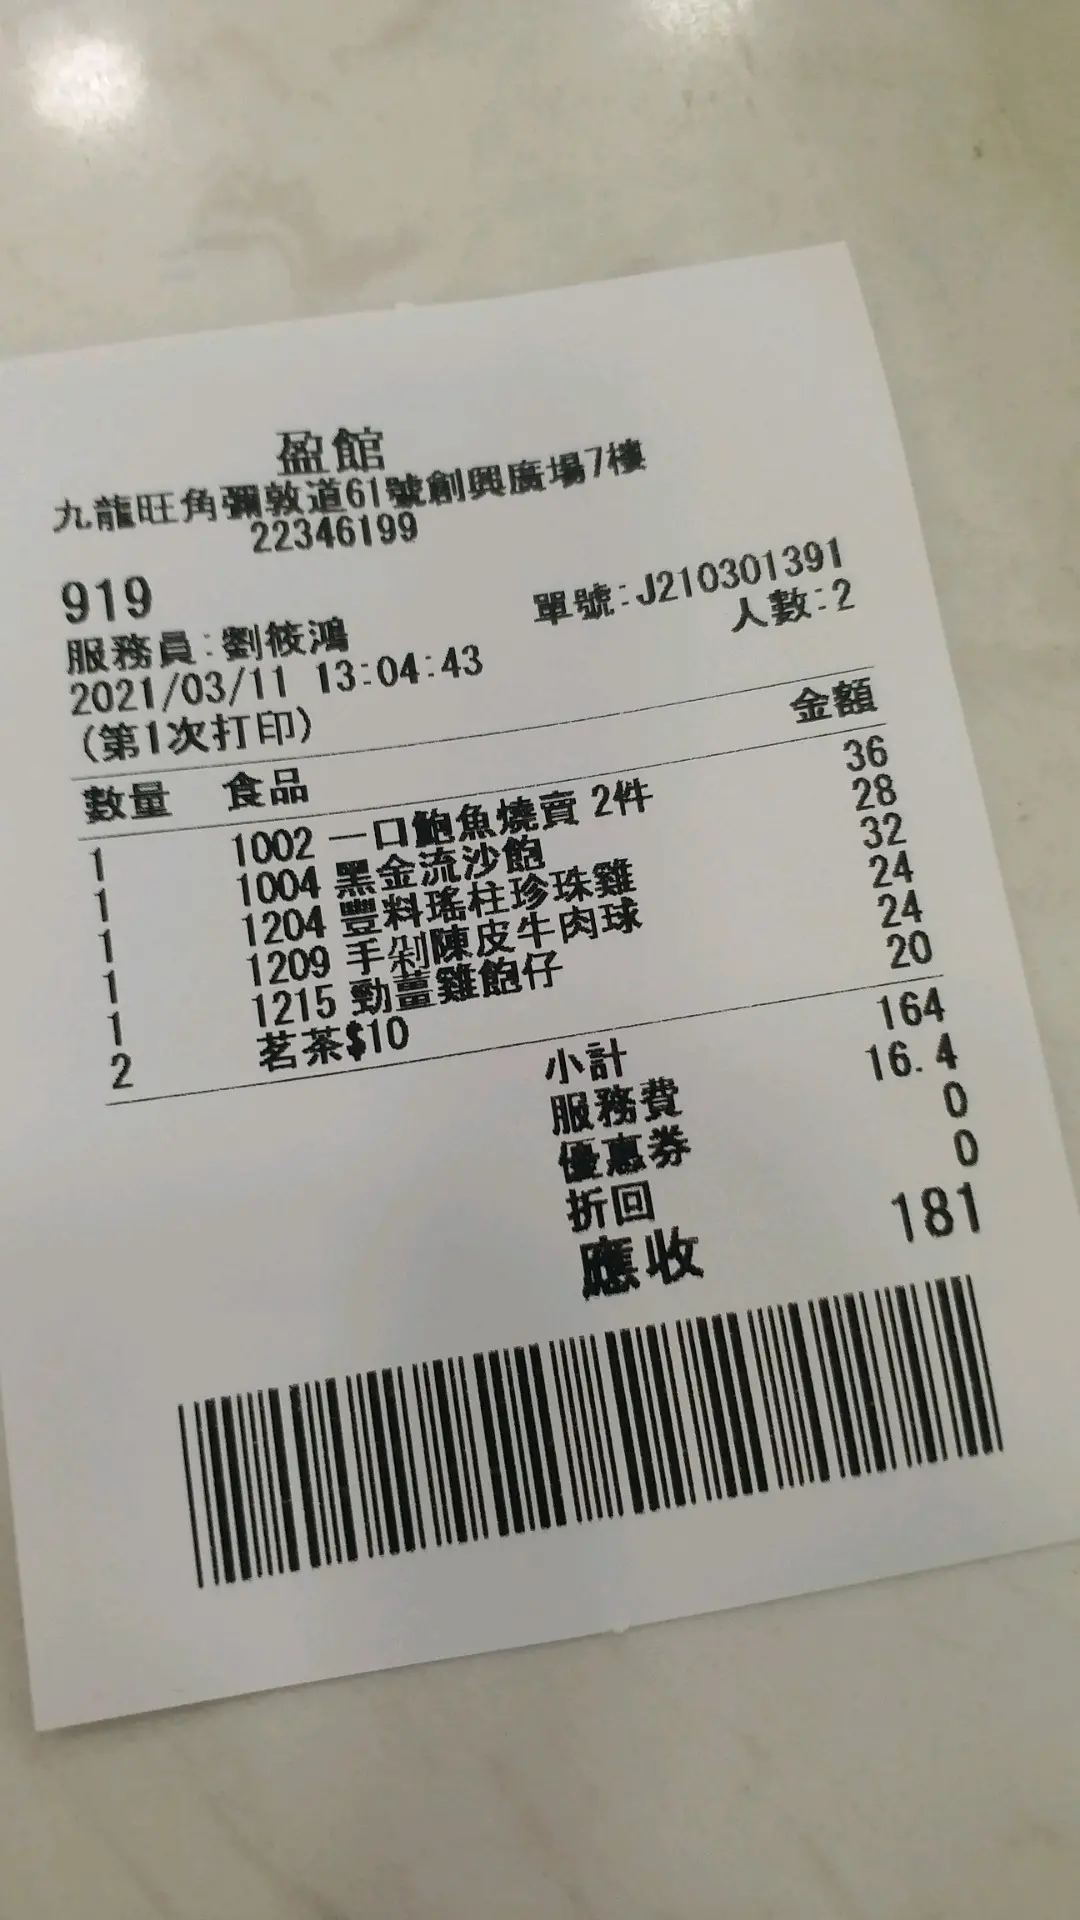 盈館
九龍旺角彌敦道61號創興廣場7樓
22346199
919
單號:J210301391
服務員:劉筱鴻
人數:2
2021/03/11 13:04:43
(第1次打印)
數量 食品 金額
1 1002 一口鮑魚燒賣 2件 36
1 1004 黑金流沙飽 28
1 1204 豐料瑤柱珍珠雞 32
1 1209 手剁陳皮牛肉球 24
1 1215 勁薑雞飽仔 24
2 茗茶$10 20
小計 164
服務費 16.4
優惠券 0
折回 0
應收 181